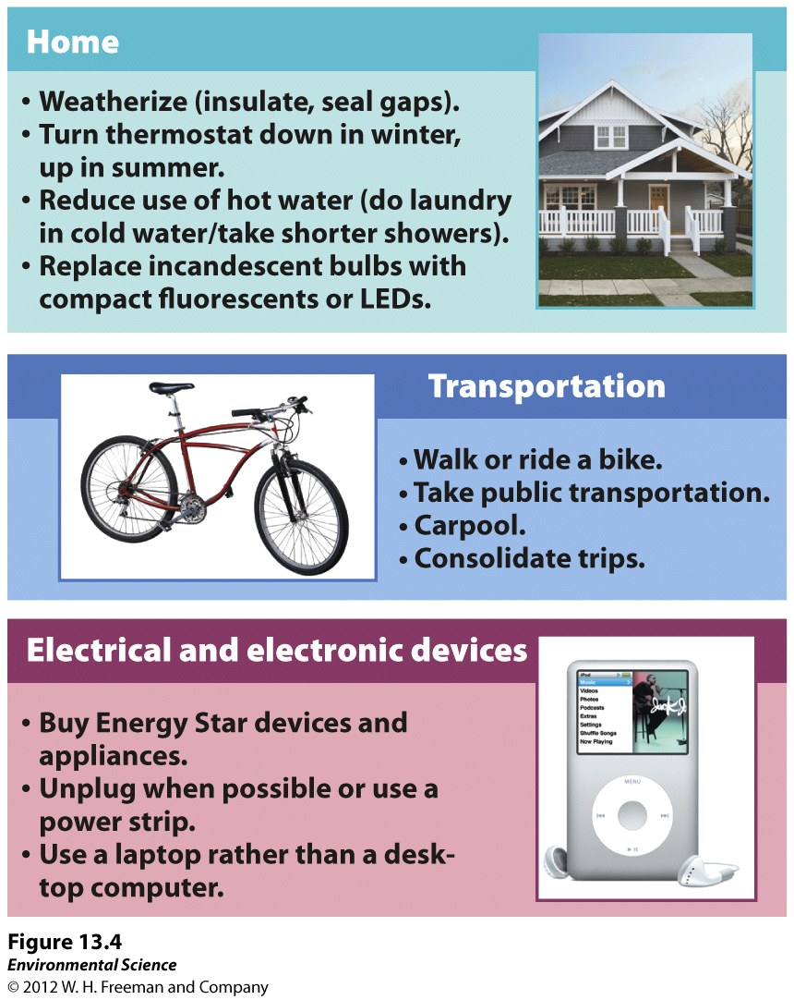 Home
• Weatherize (insulate, seal gaps).
• Turn thermostat down in winter,
up in summer.
• Reduce use of hot water (do laundry
in cold water/take shorter showers).
• Replace incandescent bulbs with
compact fluorescents or LEDs.
Transportation
• Walk or ride a bike.
• Take public transportation.
• Carpool.
• Consolidate trips.
Electrical and electronic devices
• Buy Energy Star devices and
appliances.
• Unplug when possible or use a
power strip.
• Use a laptop rather than a desk-
top computer.
iPod
Music
Videos
Photos
Podcasts
Extras
Settings
Shuffle Songs
Now Playing
Jack J
MENU
Figure 13.4
Environmental Science
© 2012 W. H. Freeman and Company